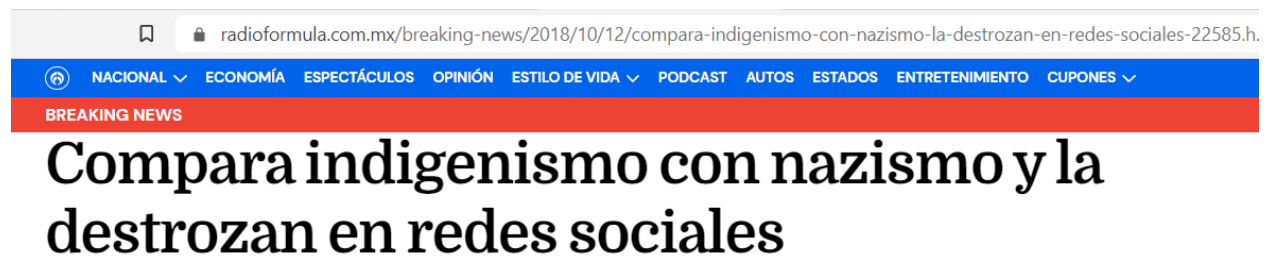 radioformula.com.mx/breaking-news/2018/10/12/compara-indigenismo-con-nazismo-la-destrozan-en-redes-sociales-22585.h.
NACIONAL ECONOMÍA ESPECTÁCULOS OPINIÓN ESTILO DE VIDA PODCAST AUTOS ESTADOS ENTRETENIMIENTO CUPONES
BREAKING NEWS
Compara indigenismo con nazismo y la
destrozan en redes sociales